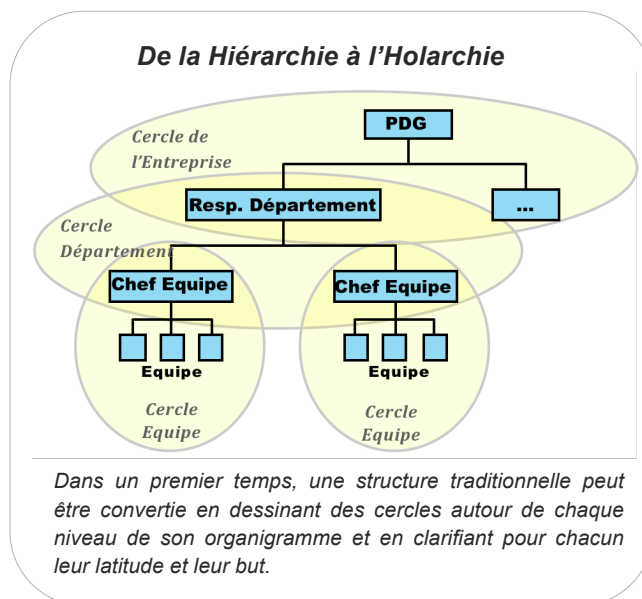 De la Hiérarchie à l'Holarchie
PDG
Cercle de
l'Entreprise
Resp. Département
...
Cercle
Département
Chef Equipe
Chef Equipe
Equipe
Equipe
Cercle
Equipe
Cercle
Equipe
Dans un premier temps, une structure traditionnelle peut
être convertie en dessinant des cercles autour de chaque
niveau de son organigramme et en clarifiant pour chacun
leur latitude et leur but.